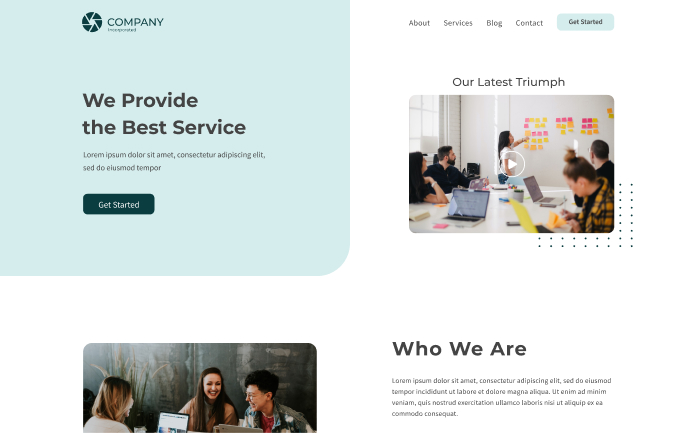 COMPANY
Incorporated
About Services Blog Contact Get Started
We Provide
the Best Service
Lorem ipsum dolor sit amet, consectetur adipiscing elit,
sed do eiusmod tempor
Get Started
Our Latest Triumph
Who We Are
Lorem ipsum dolor sit amet, consectetur adipiscing elit, sed do eiusmod
tempor incididunt ut labore et dolore magna aliqua. Ut enim ad minim
veniam, quis nostrud exercitation ullamco laboris nisi ut aliquip ex ea
commodo consequat.